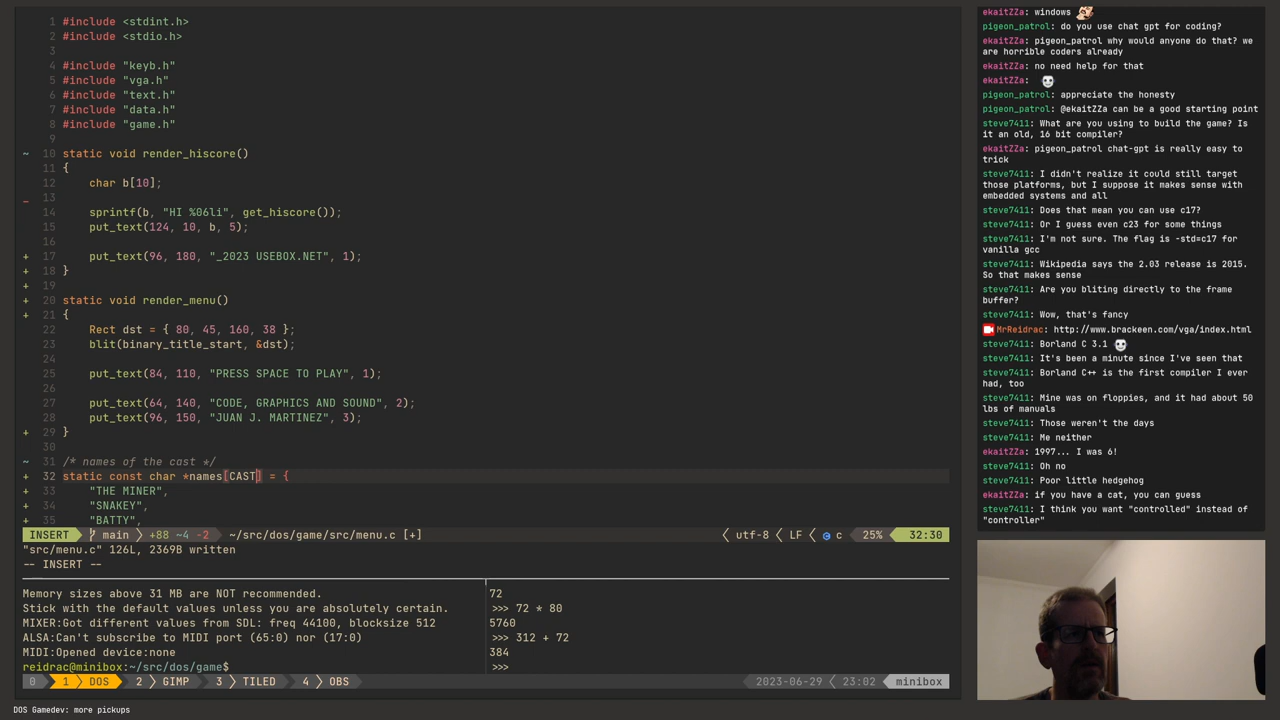 1 #include <stdint.h>
2 #include <stdio.h>
3
4 #include "keyb.h"
5 #include "vga.h"
6 #include "text.h"
7 #include "data.h"
8 #include "game.h"
9
~ 10 static void render_hiscore()
11 {
12 char b[10];
_ 13
14 sprintf(b, "HI %06li", get_hiscore());
15 put_text(124, 10, b, 5);
16
+ 17 put_text(96, 180, "_2023 USEBOX.NET", 1);
+ 18 }
+ 19
+ 20 static void render_menu()
+ 21 {
22 Rect dst = { 80, 45, 160, 38 };
23 blit(binary_title_start, &dst);
24
25 put_text(84, 110, "PRESS SPACE TO PLAY", 1);
26
27 put_text(64, 140, "CODE, GRAPHICS AND SOUND", 2);
28 put_text(96, 150, "JUAN J. MARTINEZ", 3);
+ 29 }
30
~ 31 /* names of the cast */
+ 32 static const char *names[CAST] = {
+ 33 "THE MINER",
+ 34 "SNAKEY",
+ 35 "BATTY",
INSERT main +88 ~4 -2 ~/src/dos/game/src/menu.c [+] utf-8 LF c 25% 32:30
"src/menu.c" 126L, 2369B written
-- INSERT --
Memory sizes above 31 MB are NOT recommended.
Stick with the default values unless you are absolutely certain.
MIXER:Got different values from SDL: freq 44100, blocksize 512
ALSA:Can't subscribe to MIDI port (65:0) nor (17:0)
MIDI:Opened device:none
reidrac@minibox:~/src/dos/game$
72
>>> 72 * 80
5760
>>> 312 + 72
384
>>>
0 1 DOS 2 GIMP 3 TILED 4 OBS 2023-06-29 23:02 minibox
DOS Gamedev: more pickups
ekaitZZa: windows
pigeon_patrol: do you use chat gpt for coding?
ekaitZZa: pigeon_patrol why would anyone do that? we
are horrible coders already
ekaitZZa: no need help for that
ekaitZZa:
pigeon_patrol: appreciate the honesty
pigeon_patrol: @ekaitZZa can be a good starting point
steve7411: What are you using to build the game? Is
it an old, 16 bit compiler?
ekaitZZa: pigeon_patrol chat-gpt is really easy to
trick
steve7411: I didn't realize it could still target
those platforms, but I suppose it makes sense with
embedded systems and all
steve7411: Does that mean you can use c17?
steve7411: Or I guess even c23 for some things
steve7411: I'm not sure. The flag is -std=c17 for
vanilla gcc
steve7411: Wikipedia says the 2.03 release is 2015.
So that makes sense
steve7411: Are you bliting directly to the frame
buffer?
steve7411: Wow, that's fancy
MrReidrac: http://www.brackeen.com/vga/index.html
steve7411: Borland C 3.1
steve7411: It's been a minute since I've seen that
steve7411: Borland C++ is the first compiler I ever
had, too
steve7411: Mine was on floppies, and it had about 50
lbs of manuals
steve7411: Those weren't the days
steve7411: Me neither
ekaitZZa: 1997... I was 6!
steve7411: Oh no
steve7411: Poor little hedgehog
ekaitZZa: if you have a cat, you can guess
steve7411: I think you want "controlled" instead of
"controller"